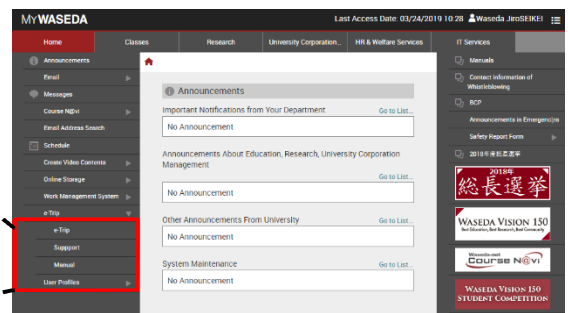 MyWASEDA
Last Access Date: 03/24/2019 10:28 Waseda JiroSEIKEI
Home
Classes
Research
University Corporation...
HR & Welfare Services
IT Services
Announcements
Email
Messages
Course N@vi
Email Address Search
Schedule
Create Video Contents
Online Storage
Work Management System
e-Trip
e-Trip
Suppport
Manual
User Profiles
Announcements
Important Notifications from Your Department
Go to List...
No Announcement
Announcements About Education, Research, University Corporation
Management
Go to List...
No Announcement
Other Announcements From University
Go to List...
No Announcement
System Maintenance
Go to List...
No Announcement
Manuals
Contact Information of
Whistleblowing
BCP
Announcements in Emergencies
Safety Report Form
2018年度総長選挙
2018年
総長選挙
WASEDA VISION 150
Best Education, Best Research, Best Community
Waseda-net
Course N@vi
WASEDA VISION 150
STUDENT COMPETITION